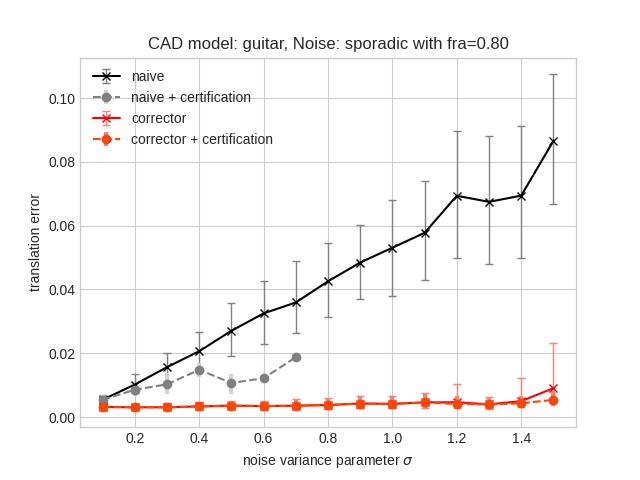 CAD model: guitar, Noise: sporadic with fra=0.80
naive
naive + certification
corrector
corrector + certification
translation error
0.10
0.08
0.06
0.04
0.02
0.00
0.2 0.4 0.6 0.8 1.0 1.2 1.4
noise variance parameter σ